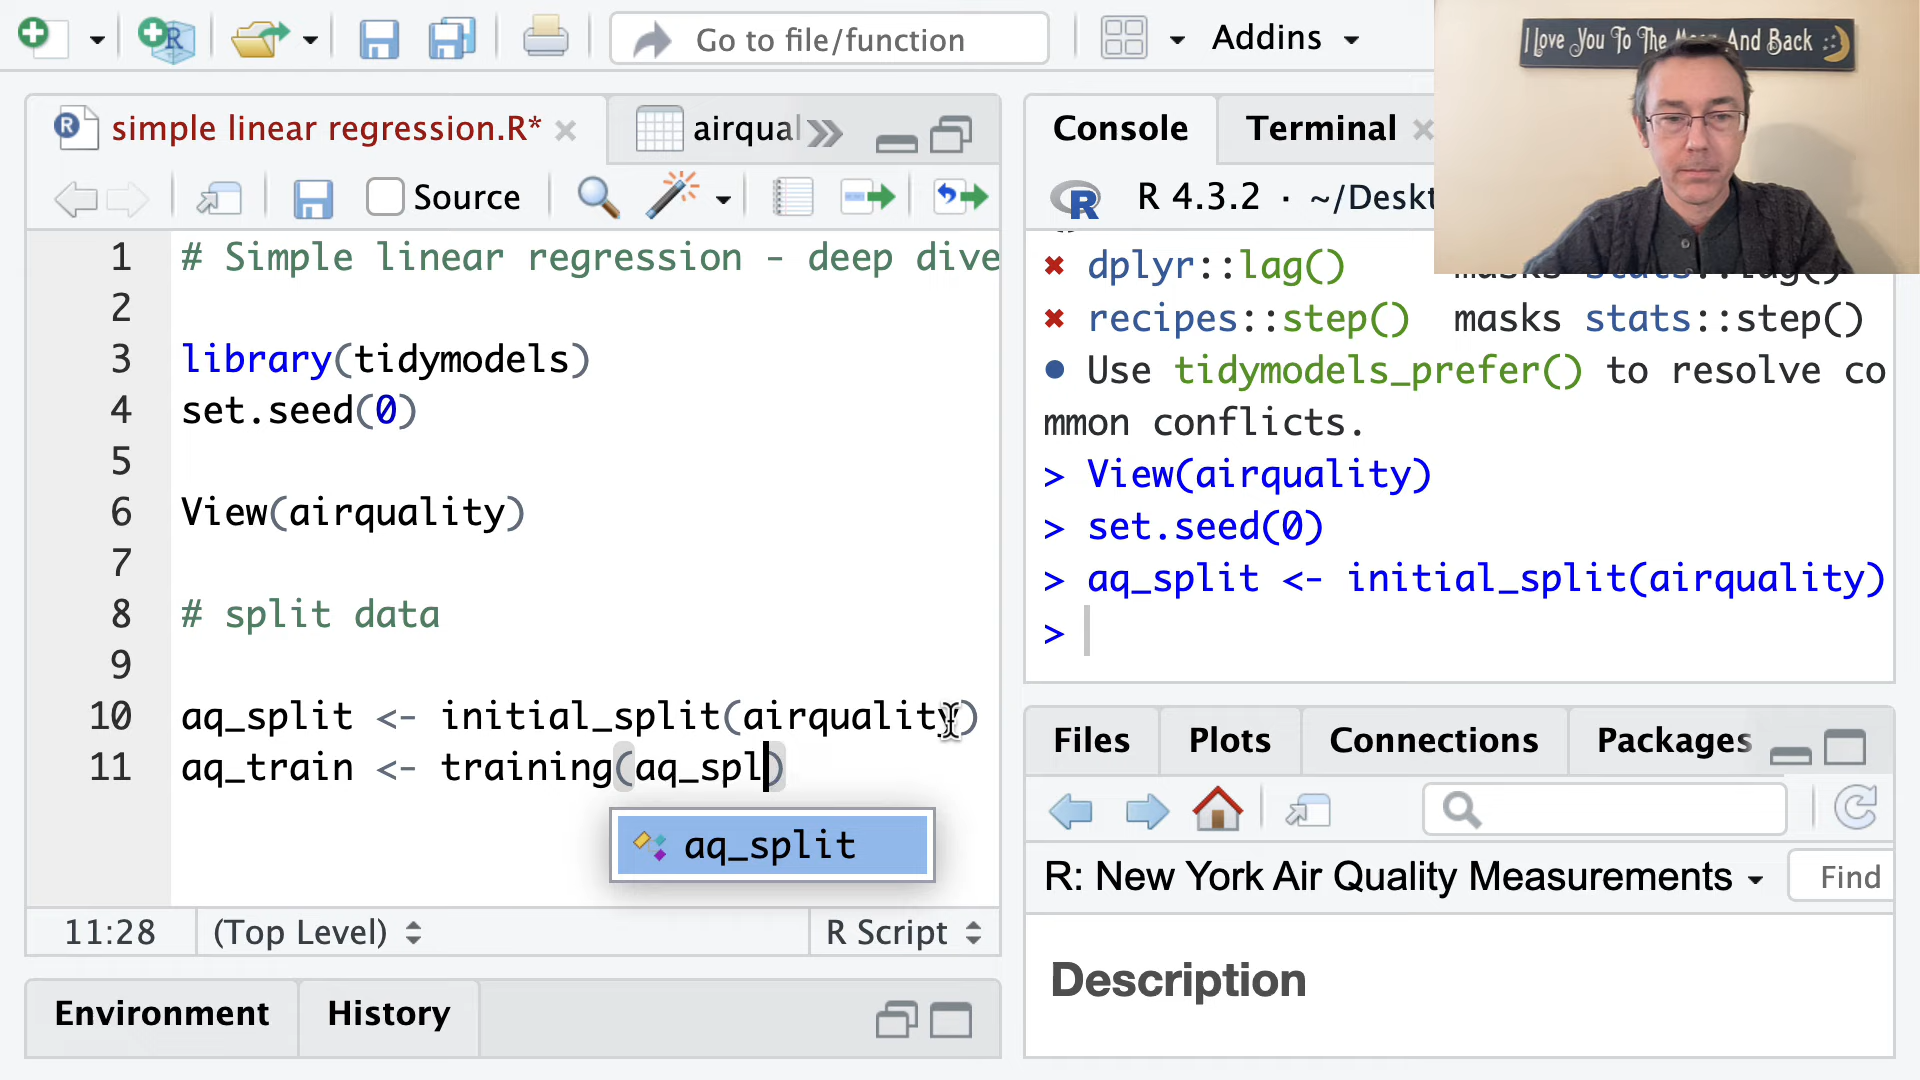 Go to file/function
Addins
I Love You To The Moon And Back
simple linear regression.R*
airqual
Source
1 # Simple linear regression - deep dive
2
3 library(tidymodels)
4 set.seed(0)
5
6 View(airquality)
7
8 # split data
9
10 aq_split <- initial_split(airquality)
11 aq_train <- training(aq_spl)
aq_split
11:28
(Top Level)
R Script
Environment
History
Console
Terminal
R 4.3.2 · ~/Deskt
✖ dplyr::lag() masks stats::lag()
✖ recipes::step() masks stats::step()
• Use tidymodels_prefer() to resolve co
mmon conflicts.
> View(airquality)
> set.seed(0)
> aq_split <- initial_split(airquality)
>
Files
Plots
Connections
Packages
R: New York Air Quality Measurements
Find
Description